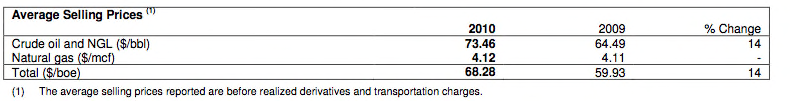 Average Selling Prices (1)
2010 2009 % Change
Crude oil and NGL ($/bbl) 73.46 64.49 14
Natural gas ($/mcf) 4.12 4.11 -
Total ($/boe) 68.28 59.93 14
(1) The average selling prices reported are before realized derivatives and transportation charges.